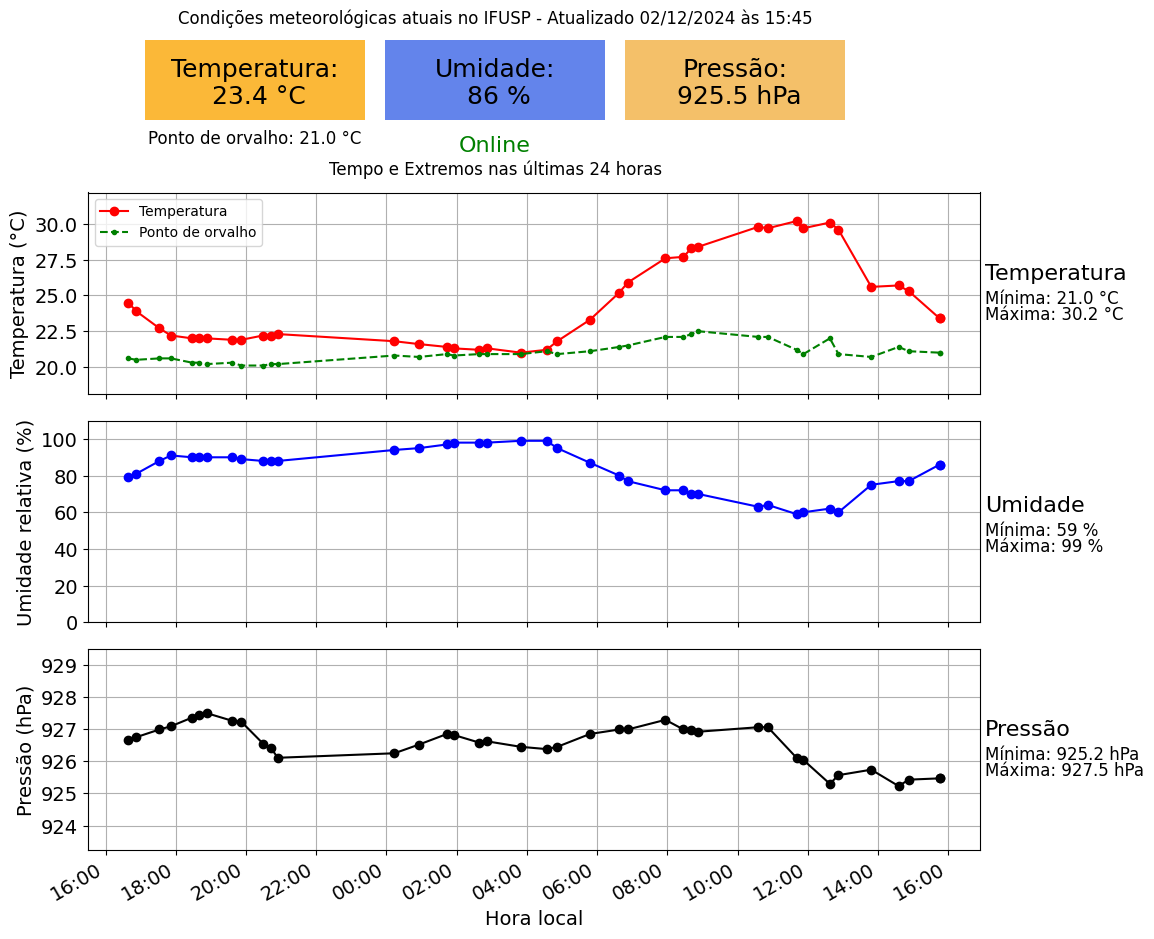 Condições meteorológicas atuais no IFUSP - Atualizado 02/12/2024 às 15:45
Temperatura:
23.4 °C
Umidade:
86 %
Pressão:
925.5 hPa
Ponto de orvalho: 21.0 °C
Online
Tempo e Extremos nas últimas 24 horas
Temperatura (°C)
30.0
27.5
25.0
22.5
20.0
Temperatura
Ponto de orvalho
Temperatura
Mínima: 21.0 °C
Máxima: 30.2 °C
Umidade relativa (%)
100
80
60
40
20
0
Umidade
Mínima: 59 %
Máxima: 99 %
Pressão (hPa)
929
928
927
926
925
924
Pressão
Mínima: 925.2 hPa
Máxima: 927.5 hPa
16:00 18:00 20:00 22:00 00:00 02:00 04:00 06:00 08:00 10:00 12:00 14:00 16:00
Hora local